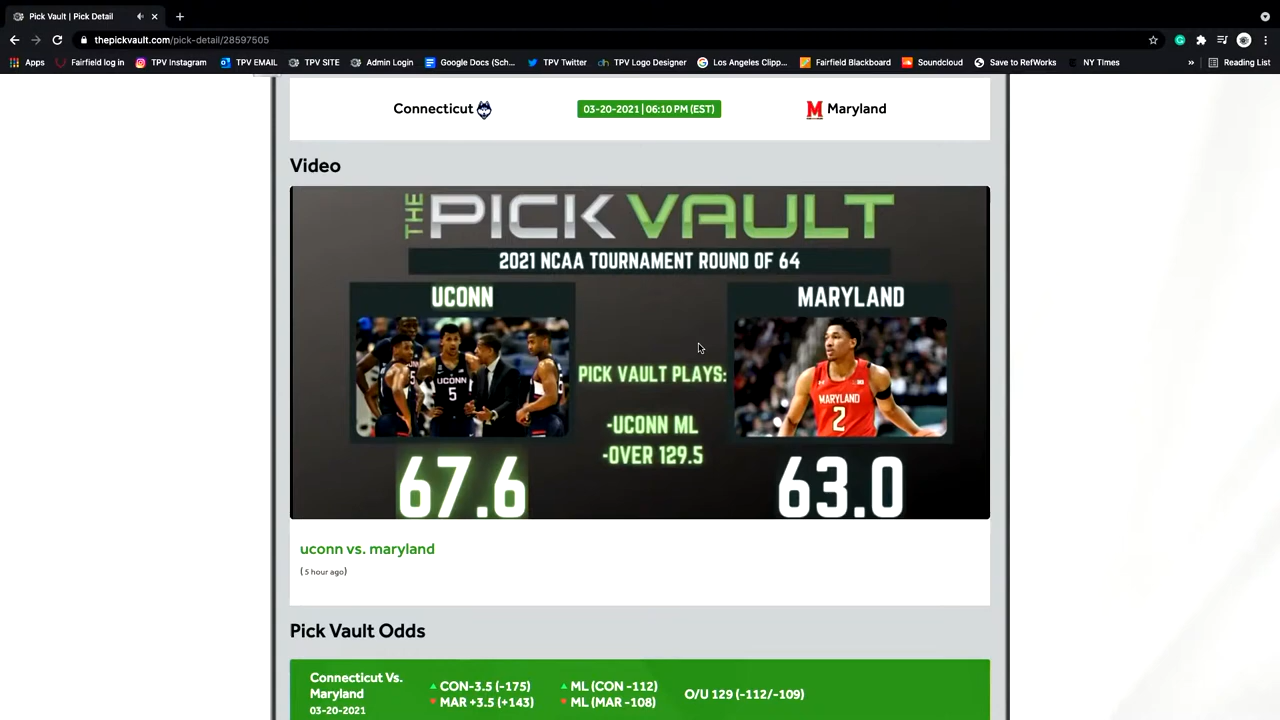 Pick Vault | Pick Detail
thepickvault.com/pick-detail/28597505
Apps Fairfield log in TPV Instagram TPV EMAIL TPV SITE Admin Login Google Docs (Sch... TPV Twitter TPV Logo Designer Los Angeles Clipp... Fairfield Blackboard Soundcloud Save to RefWorks NY TImes » Reading List
Connecticut 03-20-2021 | 06:10 PM (EST) Maryland
Video
THE PICK VAULT
2021 NCAA TOURNAMENT ROUND OF 64
UCONN MARYLAND
UCONN
5
MARYLAND
2
PICK VAULT PLAYS:
-UCONN ML
-OVER 129.5
67.6 63.0
uconn vs. maryland
( 5 hour ago)
Pick Vault Odds
Connecticut Vs.
Maryland
03-20-2021
CON-3.5 (-175) ML (CON -112)
MAR +3.5 (+143) ML (MAR -108)
O/U 129 (-112/-109)